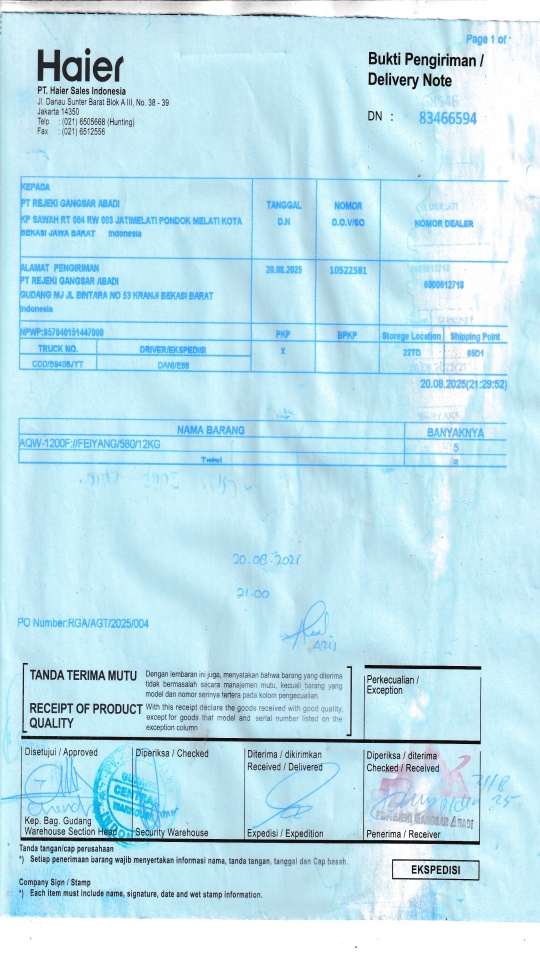 Page 1 of
Haier
PT. Haier Sales Indonesia
Jl. Danau Sunter Barat Blok A III, No. 38 - 39
Jakarta 14350
Telp : (021) 6505668 (Hunting)
Fax : (021) 6512556
Bukti Pengiriman /
Delivery Note
DN : 83466594
KEPADA
PT REJEKI GANGSAR ABADI
KP SAWAH RT 004 RW 003 JATIMELATI PONDOK MELATI KOTA
BEKASI JAWA BARAT Indonesia
TANGGAL
D.N
NOMOR
D.O.V/SO
NOMOR DEALER
ALAMAT PENGIRIMAN
PT REJEKI GANGSAR ABADI
GUDANG MJ JL BINTARA NO 53 KRANJI BEKASI BARAT
Indonesia
20.08.2025
10522581
6000012718
NPWP:857840151447000
PKP
BPKP
Storege Location
Shipping Point
TRUCK NO.
DRIVER/EKSPEDISI
X
22TD
65D1
CDD/B9405/YT
DANI/E88
20.08.2025(21:29:52)
NAMA BARANG
BANYAKNYA
AQW-1200F://FEIYANG/580/12KG
5
Total
20.08.2025
21.00
PO Number:RGA/AGT/2025/004
TANDA TERIMA MUTU
Dengan lembaran ini juga, menyatakan bahwa barang yang diterima
tidak bermasalah secara manajemen mutu, kecuali barang yang
model dan nomor serinya tertera pada kolom pengecualian
RECEIPT OF PRODUCT
QUALITY
With this receipt declare the goods received with good quality,
except for goods that model and serial number listed on the
exception column
Perkecualian /
Exception
Disetujui / Approved
Diperiksa / Checked
Diterima / dikirimkan
Received / Delivered
Diperiksa / diterima
Checked / Received
CENTRAL
WAREHOUSE
PT REJEKI GANGSAR ABADI
Kep. Bag. Gudang
Warehouse Section Head
Security Warehouse
Expedisi / Expedition
Penerima / Receiver
Tanda tangan/cap perusahaan
*) Setiap penerimaan barang wajib menyertakan informasi nama, tanda tangan, tanggal dan Cap basah.
EKSPEDISI
Company Sign / Stamp
*) Each item must include name, signature, date and wet stamp information.